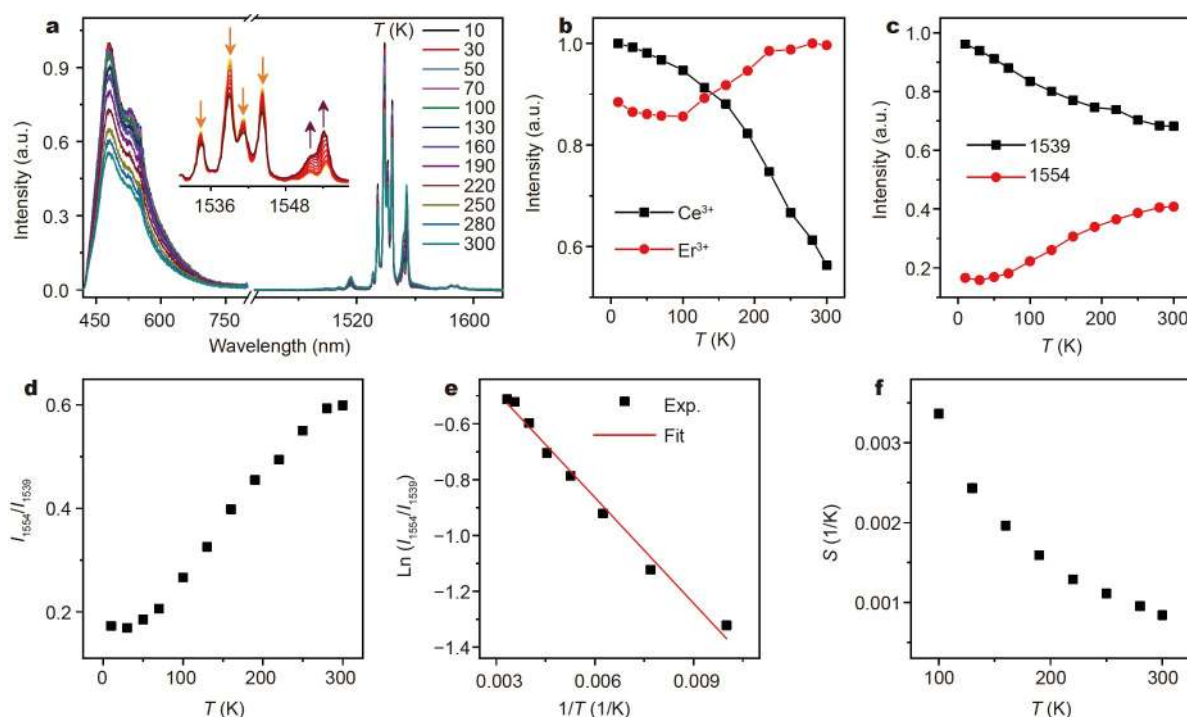 a
T (K)
10
30
50
70
100
130
160
190
220
250
280
300
0.9
0.6
0.3
0.0
Intensity (a.u.)
1536 1548
450 600 750 1520 1600
Wavelength (nm)
b
1.0
0.8
0.6
Intensity (a.u.)
Ce³⁺
Er³⁺
0 100 200 300
T (K)
c
1.0
0.8
0.6
0.4
0.2
Intensity (a.u.)
1539
1554
0 100 200 300
T (K)
d
0.6
0.4
0.2
I₁₅₅₄/I₁₅₃₉
0 100 200 300
T (K)
e
−0.5
−0.8
−1.0
−1.3
−1.4
Ln (I₁₅₅₄/I₁₅₃₉)
Exp.
Fit
0.003 0.006 0.009
1/T (1/K)
f
0.003
0.002
0.001
S (1/K)
100 200 300
T (K)